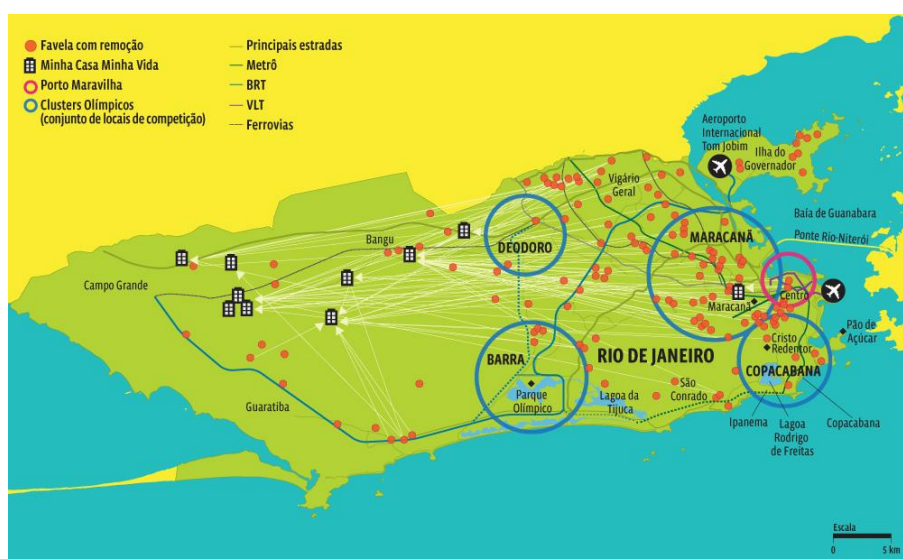 Favela com remoção
Minha Casa Minha Vida
Porto Maravilha
Clusters Olímpicos
(conjunto de locais de competição)
Principais estradas
Metrô
BRT
VLT
Ferrovias
Aeroporto
Internacional
Tom Jobim
Ilha do
Governador
Vigário
Geral
Baía de Guanabara
Ponte Rio-Niterói
MARACANÃ
DEODORO
Bangu
Campo Grande
Centro
Maracanã
Pão de
Açúcar
Cristo
Redentor
RIO DE JANEIRO
BARRA
COPACABANA
Parque
Olímpico
São
Conrado
Lagoa da
Tijuca
Guaratiba
Ipanema
Copacabana
Lagoa
Rodrigo
de Freitas
Escala
0 5 km